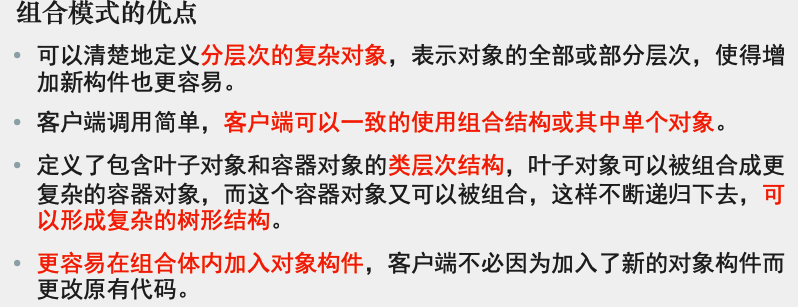 组合模式的优点
• 可以清楚地定义分层次的复杂对象，表示对象的全部或部分层次，使得增
加新构件也更容易。
• 客户端调用简单，客户端可以一致的使用组合结构或其中单个对象。
• 定义了包含叶子对象和容器对象的类层次结构，叶子对象可以被组合成更
复杂的容器对象，而这个容器对象又可以被组合，这样不断递归下去，可
以形成复杂的树形结构。
• 更容易在组合体内加入对象构件，客户端不必因为加入了新的对象构件而
更改原有代码。